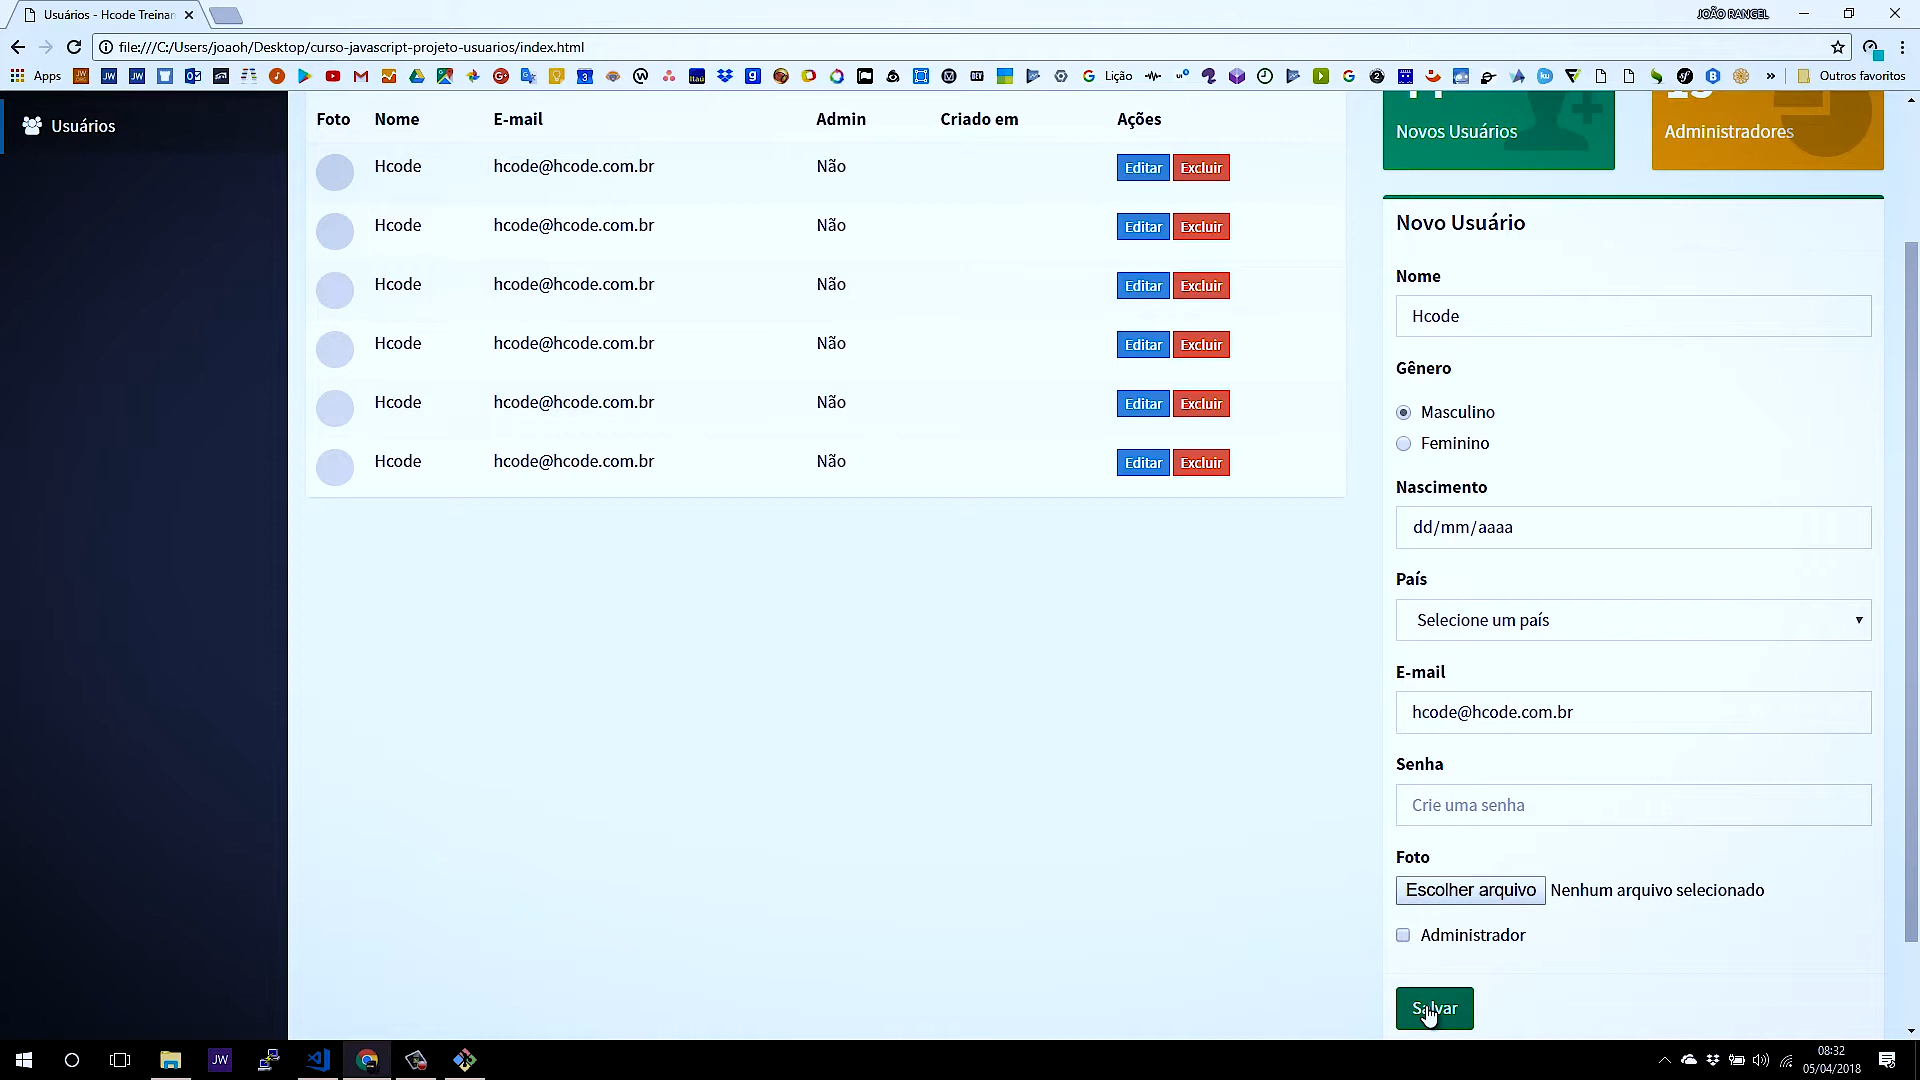 Usuários - Hcode Treinar
JOÃO RANGEL
file:///C:/Users/joaoh/Desktop/curso-javascript-projeto-usuarios/index.html
Apps
Lição
Outros favoritos
Usuários
Foto Nome E-mail Admin Criado em Ações
Hcode hcode@hcode.com.br Não Editar Excluir
Hcode hcode@hcode.com.br Não Editar Excluir
Hcode hcode@hcode.com.br Não Editar Excluir
Hcode hcode@hcode.com.br Não Editar Excluir
Hcode hcode@hcode.com.br Não Editar Excluir
Hcode hcode@hcode.com.br Não Editar Excluir
Novos Usuários
Administradores
Novo Usuário
Nome
Hcode
Gênero
Masculino
Feminino
Nascimento
dd/mm/aaaa
País
Selecione um país
E-mail
hcode@hcode.com.br
Senha
Crie uma senha
Foto
Escolher arquivo Nenhum arquivo selecionado
Administrador
Salvar
JW
08:32
05/04/2018